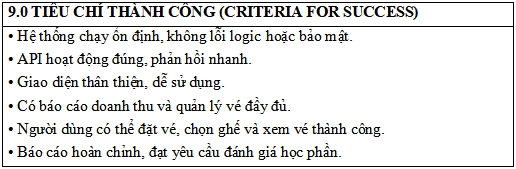 9.0 TIÊU CHÍ THÀNH CÔNG (CRITERIA FOR SUCCESS)
• Hệ thống chạy ổn định, không lỗi logic hoặc bảo mật.
• API hoạt động đúng, phản hồi nhanh.
• Giao diện thân thiện, dễ sử dụng.
• Có báo cáo doanh thu và quản lý vé đầy đủ.
• Người dùng có thể đặt vé, chọn ghế và xem vé thành công.
• Báo cáo hoàn chỉnh, đạt yêu cầu đánh giá học phần.